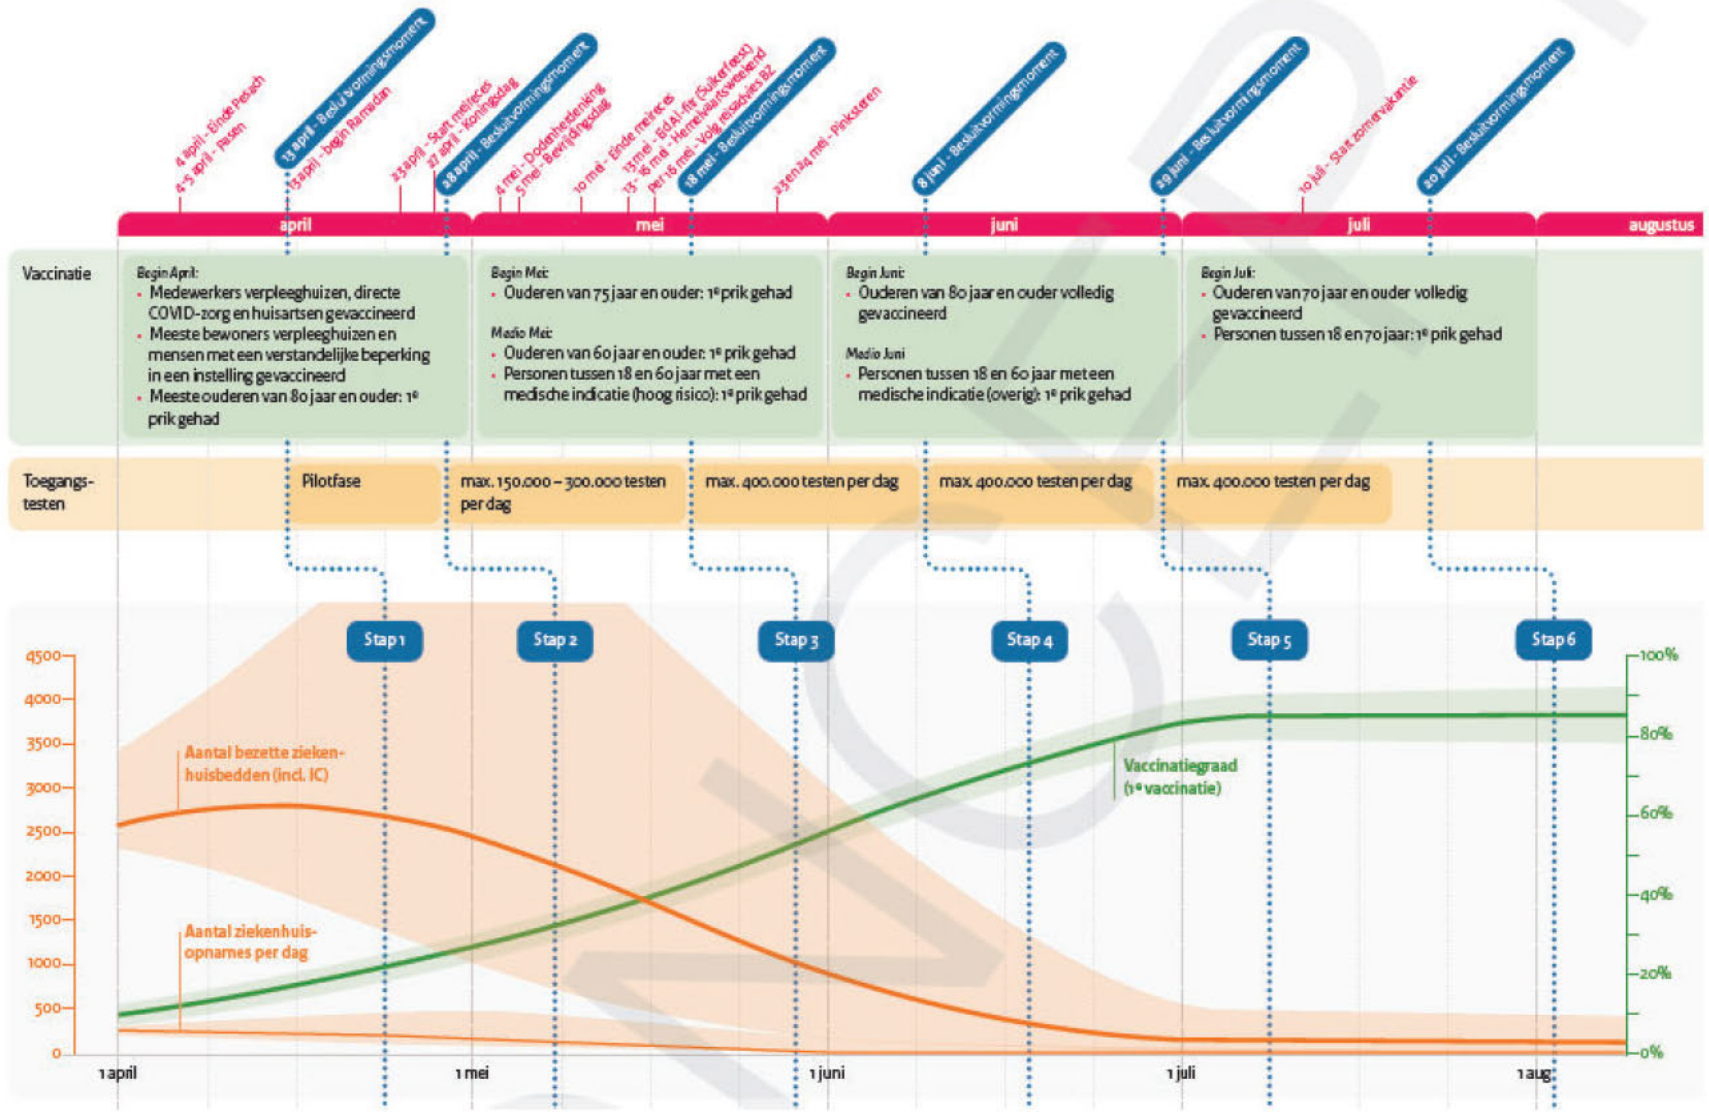 4 april - Einde Pesach
4-5 april - Pasen
13 april - Besluitvormingsmoment
13 april - begin Ramadan
23 april - Start meireces
27 april - Koningsdag
28 april - Besluitvormingsmoment
4 mei - Dodenherdenking
5 mei - Bevrijdingsdag
10 mei - Einde meireces
13 mei - Eid Al-fitr (Suikerfeest)
13 - 16 mei - Hemelvaartsweekend
per 16 mei - Volg reisadvies BZ
18 mei - Besluitvormingsmoment
23 en 24 mei - Pinksteren
8 juni - Besluitvormingsmoment
29 juni - Besluitvormingsmoment
10 juli - Start zomervakantie
20 juli - Besluitvormingsmoment
april
mei
juni
juli
augustus
Vaccinatie
Begin April:
• Medewerkers verpleeghuizen, directe
COVID-zorg en huisartsen gevaccineerd
• Meeste bewoners verpleeghuizen en
mensen met een verstandelijke beperking
in een instelling gevaccineerd
• Meeste ouderen van 80 jaar en ouder: 1e
prik gehad
Begin Mei:
• Ouderen van 75 jaar en ouder: 1e prik gehad
Medio Mei:
• Ouderen van 60 jaar en ouder: 1e prik gehad
• Personen tussen 18 en 60 jaar met een
medische indicatie (hoog risico): 1e prik gehad
Begin Juni:
• Ouderen van 80 jaar en ouder volledig
gevaccineerd
Medio Juni
• Personen tussen 18 en 60 jaar met een
medische indicatie (overig): 1e prik gehad
Begin Juli:
• Ouderen van 70 jaar en ouder volledig
gevaccineerd
• Personen tussen 18 en 70 jaar: 1e prik gehad
Toegangs-
testen
Pilotfase
max. 150.000 – 300.000 testen
per dag
max. 400.000 testen per dag
max. 400.000 testen per dag
max. 400.000 testen per dag
Stap 1
Stap 2
Stap 3
Stap 4
Stap 5
Stap 6
4500
4000
3500
3000
2500
2000
1500
1000
500
0
Aantal bezette zieken-
huisbedden (incl. IC)
Aantal ziekenhuis-
opnames per dag
Vaccinatiegraad
(1e vaccinatie)
100%
80%
60%
40%
20%
0%
1 april
1 mei
1 juni
1 juli
1 aug